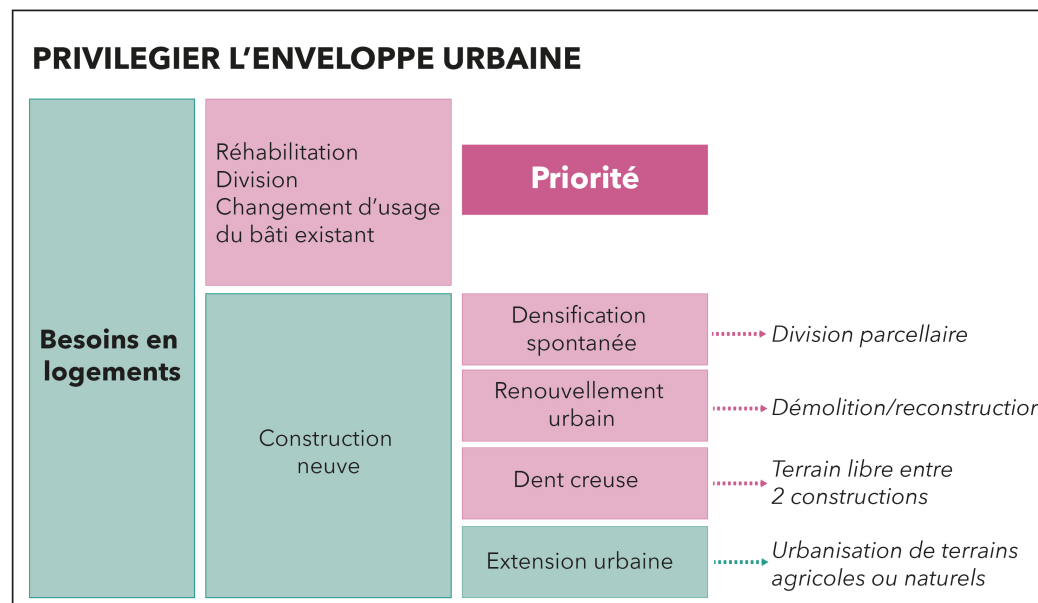 PRIVILEGIER L’ENVELOPPE URBAINE
Besoins en
logements
Réhabilitation
Division
Changement d’usage
du bâti existant
Priorité
Construction
neuve
Densification
spontanée
Division parcellaire
Renouvellement
urbain
Démolition/reconstruction
Dent creuse
Terrain libre entre
2 constructions
Extension urbaine
Urbanisation de terrains
agricoles ou naturels